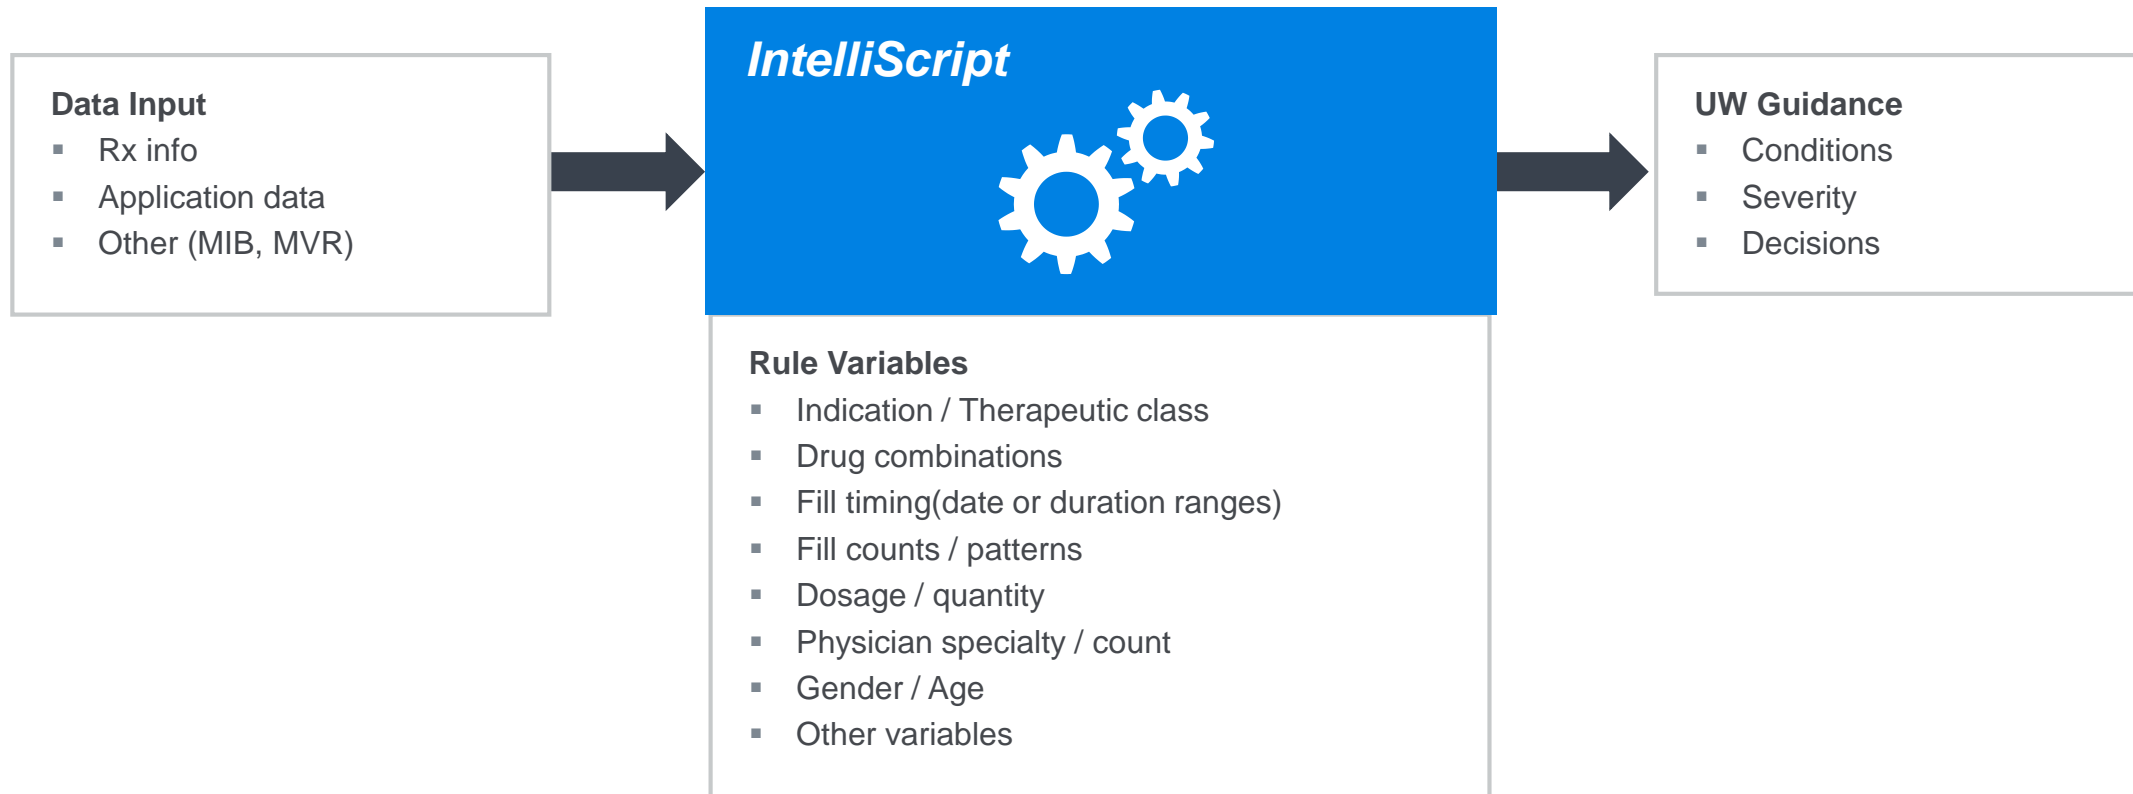 Data Input
▪ Rx info
▪ Application data
▪ Other (MIB, MVR)
IntelliScript
Rule Variables
▪ Indication / Therapeutic class
▪ Drug combinations
▪ Fill timing(date or duration ranges)
▪ Fill counts / patterns
▪ Dosage / quantity
▪ Physician specialty / count
▪ Gender / Age
▪ Other variables
UW Guidance
▪ Conditions
▪ Severity
▪ Decisions